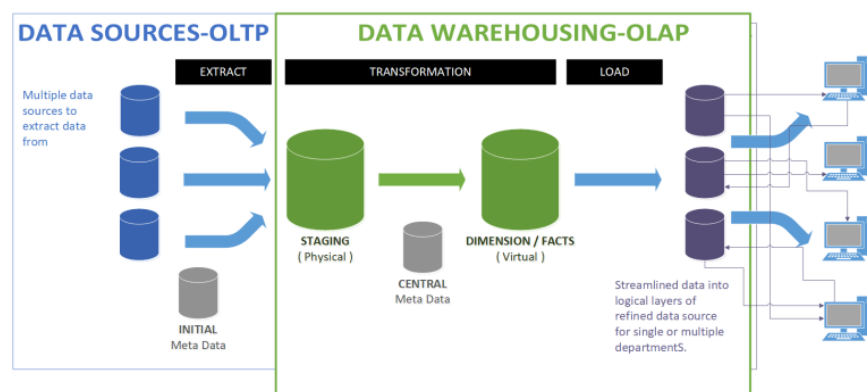 DATA SOURCES-OLTP
DATA WAREHOUSING-OLAP
EXTRACT
TRANSFORMATION
LOAD
Multiple data
sources to
extract data
from
STAGING
( Physical )
DIMENSION / FACTS
( Virtual )
CENTRAL
Meta Data
INITIAL
Meta Data
Streamlined data into
logical layers of
refined data source
for single or multiple
departmentS.